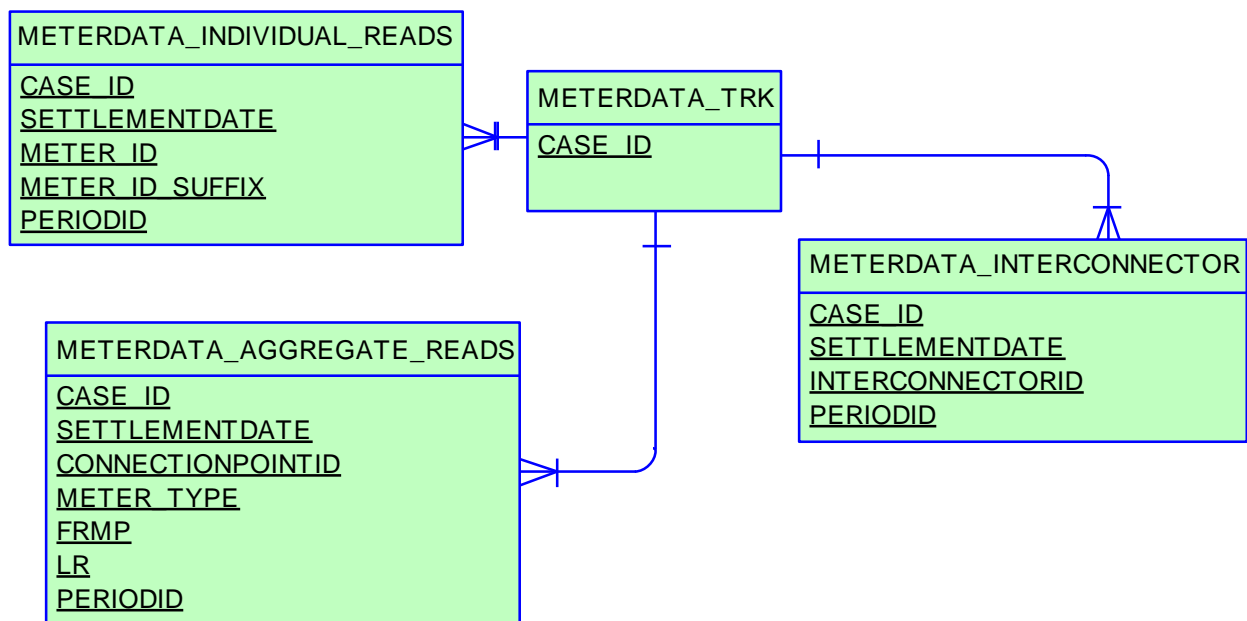 METERDATA_INDIVIDUAL_READS
CASE_ID
SETTLEMENTDATE
METER_ID
METER_ID_SUFFIX
PERIODID
METERDATA_TRK
CASE_ID
METERDATA_INTERCONNECTOR
CASE_ID
SETTLEMENTDATE
INTERCONNECTORID
PERIODID
METERDATA_AGGREGATE_READS
CASE_ID
SETTLEMENTDATE
CONNECTIONPOINTID
METER_TYPE
FRMP
LR
PERIODID